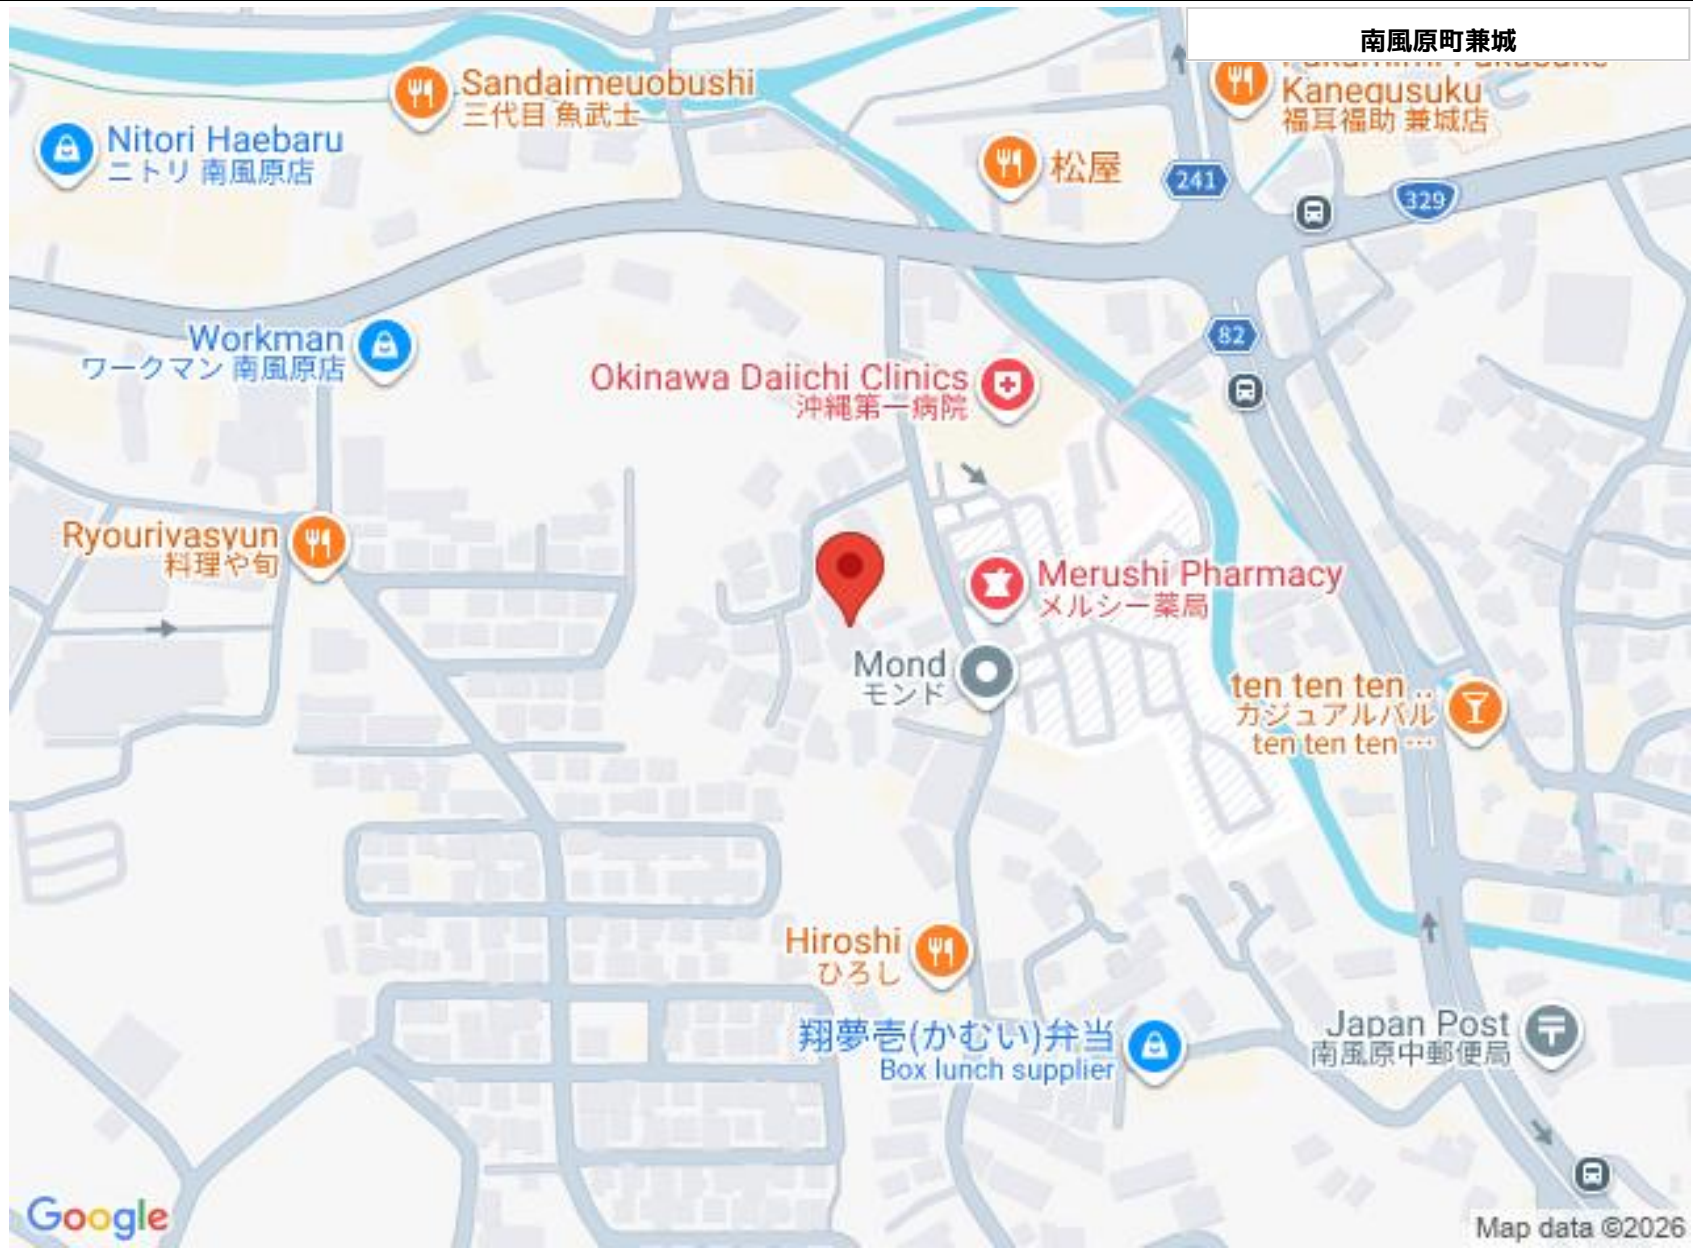 南風原町兼城
Sandaimeuobushi
三代目 魚武士
Kanegusuku
福耳福助 兼城店
Nitori Haebaru
ニトリ 南風原店
松屋
241
329
Workman
ワークマン 南風原店
82
Okinawa Daiichi Clinics
沖縄第一病院
Ryourivasyun
料理や旬
Merushi Pharmacy
メルシー薬局
Mond
モンド
ten ten ten ..
カジュアルバル
ten ten ten …
Hiroshi
ひろし
翔夢壱(かむい)弁当
Box lunch supplier
Japan Post
南風原中郵便局
Google
Map data ©2026